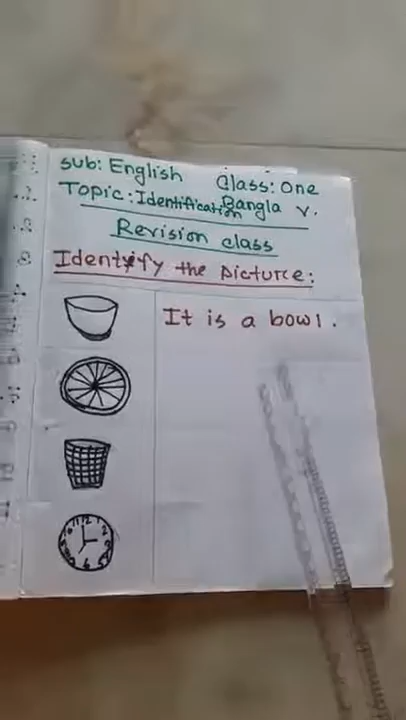 sub: English Class: One
Topic: Identification Bangla v.
Revision class
Identify the picture:
It is a bowl.